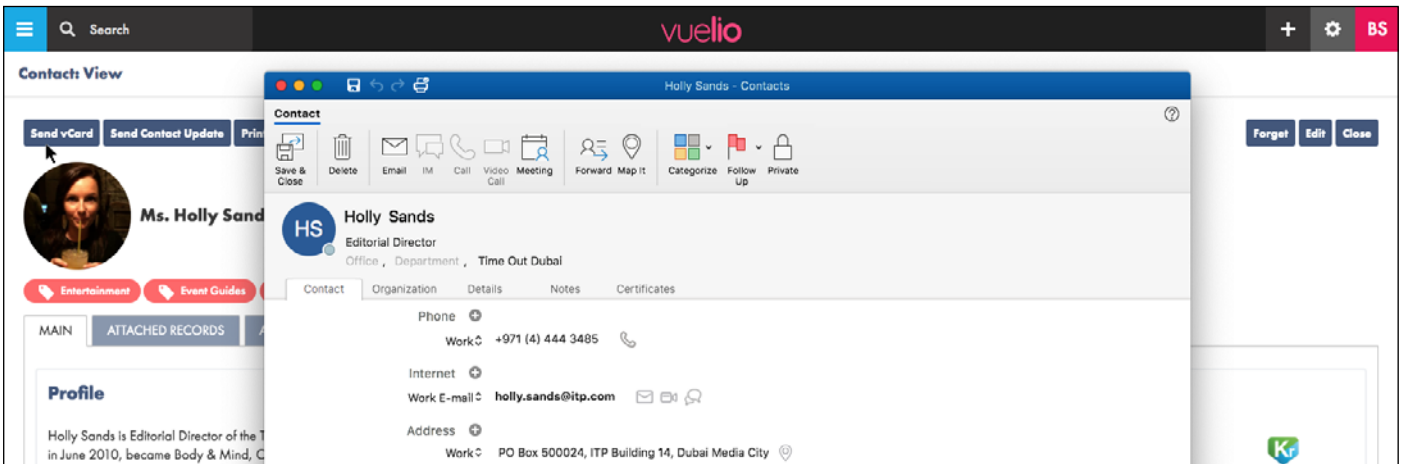 Search
vuelio
BS
Contact: View
Holly Sands - Contacts
Contact
Send vCard
Send Contact Update
Forget
Edit
Close
Save & Close
Delete
Email
IM
Call
Video Call
Meeting
Forward
Map It
Categorize
Follow Up
Private
Ms. Holly Sand
HS
Holly Sands
Editorial Director
Office , Department , Time Out Dubai
Entertainment
Event Guides
Contact
Organization
Details
Notes
Certificates
MAIN
ATTACHED RECORDS
Phone
Work +971 (4) 444 3485
Internet
Work E-mail holly.sands@itp.com
Address
Work PO Box 500024, ITP Building 14, Dubai Media City
Profile
Holly Sands is Editorial Director of the
in June 2010, became Body & Mind,
Kr